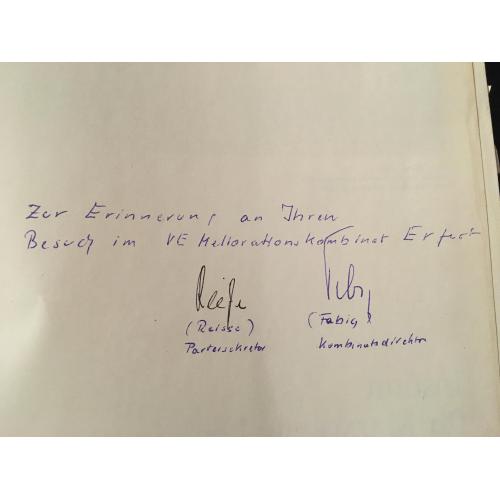 Zur Erinnerung an Ihren
Besuch im VE Meliorationskombinat Erfurt
(Reisse) (Fabig)
Parteisekretär Kombinatsdirektor